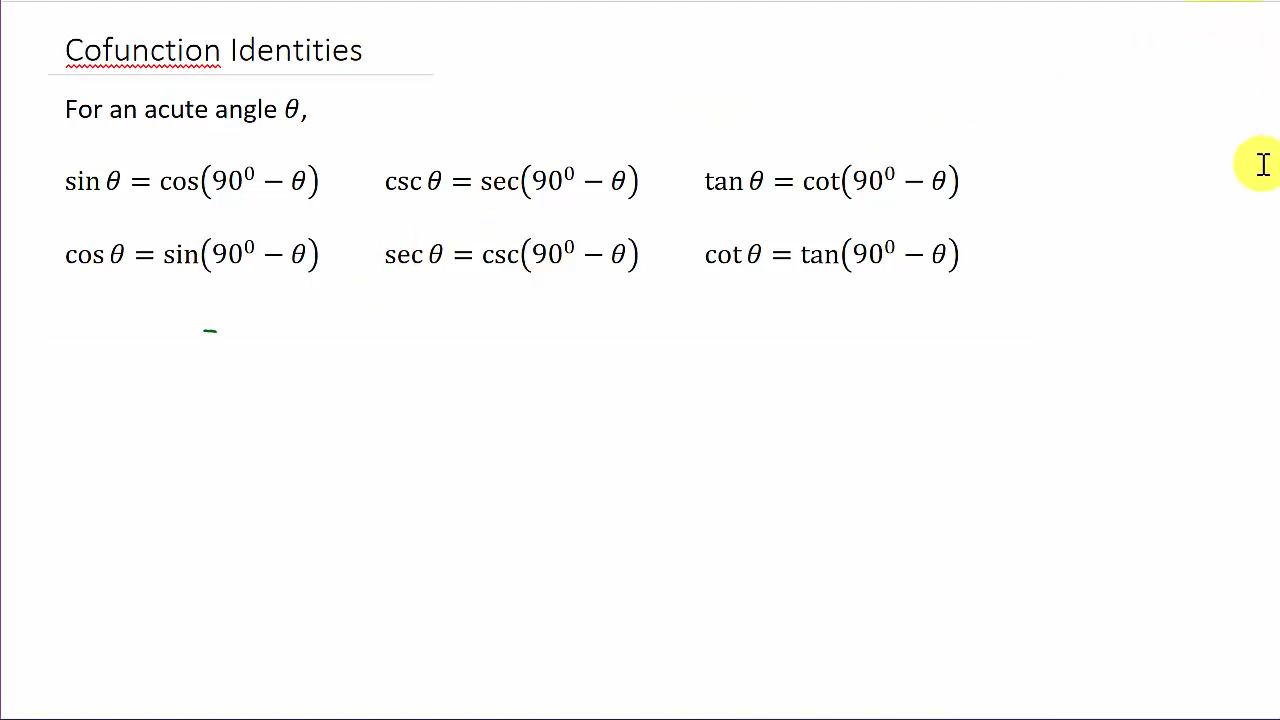 Cofunction Identities
For an acute angle θ,
sin θ = cos(90⁰ − θ) csc θ = sec(90⁰ − θ) tan θ = cot(90⁰ − θ)
cos θ = sin(90⁰ − θ) sec θ = csc(90⁰ − θ) cot θ = tan(90⁰ − θ)